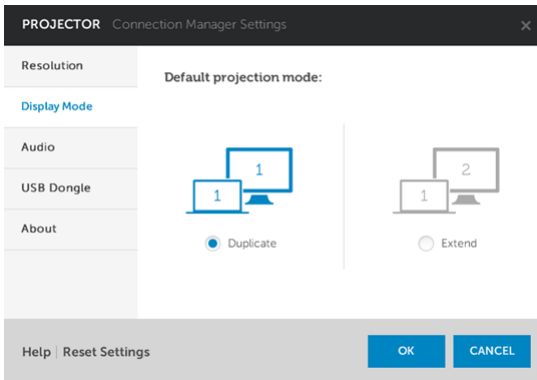 PROJECTOR Connection Manager Settings ×
Resolution
Display Mode
Audio
USB Dongle
About
Default projection mode:
1
1
2
1
Duplicate
Extend
Help | Reset Settings
OK
CANCEL